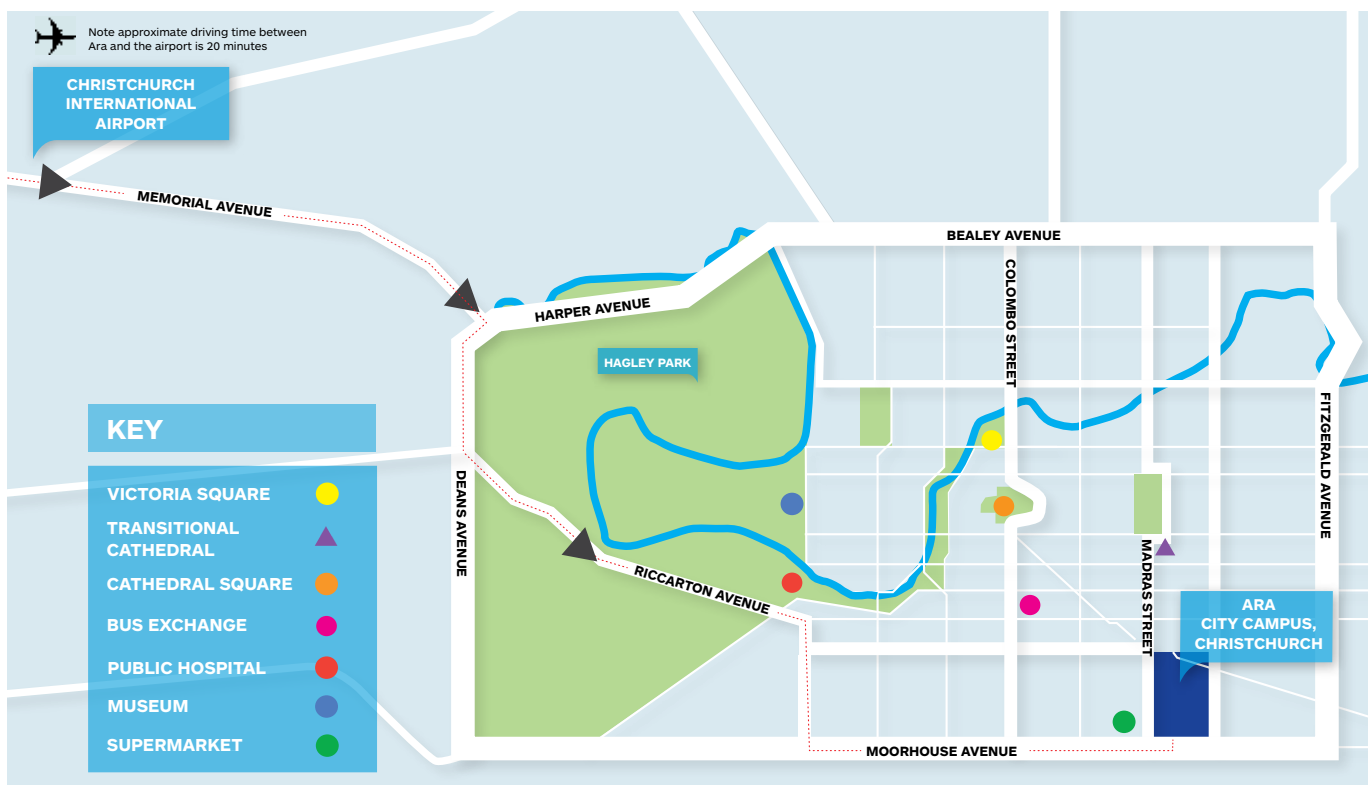 Note approximate driving time between
Ara and the airport is 20 minutes
CHRISTCHURCH
INTERNATIONAL
AIRPORT
MEMORIAL AVENUE
BEALEY AVENUE
HARPER AVENUE
COLOMBO STREET
HAGLEY PARK
KEY
VICTORIA SQUARE
TRANSITIONAL
CATHEDRAL
CATHEDRAL SQUARE
BUS EXCHANGE
PUBLIC HOSPITAL
MUSEUM
SUPERMARKET
DEANS AVENUE
FITZGERALD AVENUE
RICCARTON AVENUE
MADRAS STREET
ARA
CITY CAMPUS,
CHRISTCHURCH
MOORHOUSE AVENUE